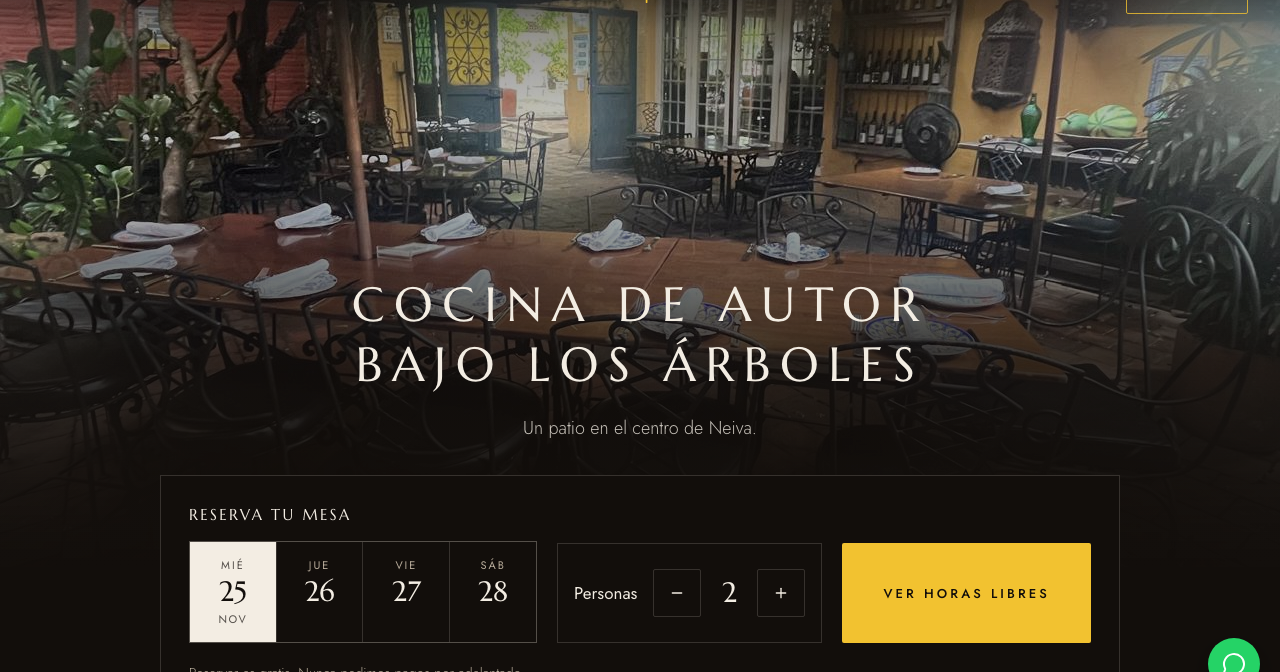 COCINA DE AUTOR
BAJO LOS ÁRBOLES
Un patio en el centro de Neiva.
RESERVA TU MESA
MIÉ
25
NOV
JUE
26
VIE
27
SÁB
28
Personas
−
2
+
VER HORAS LIBRES